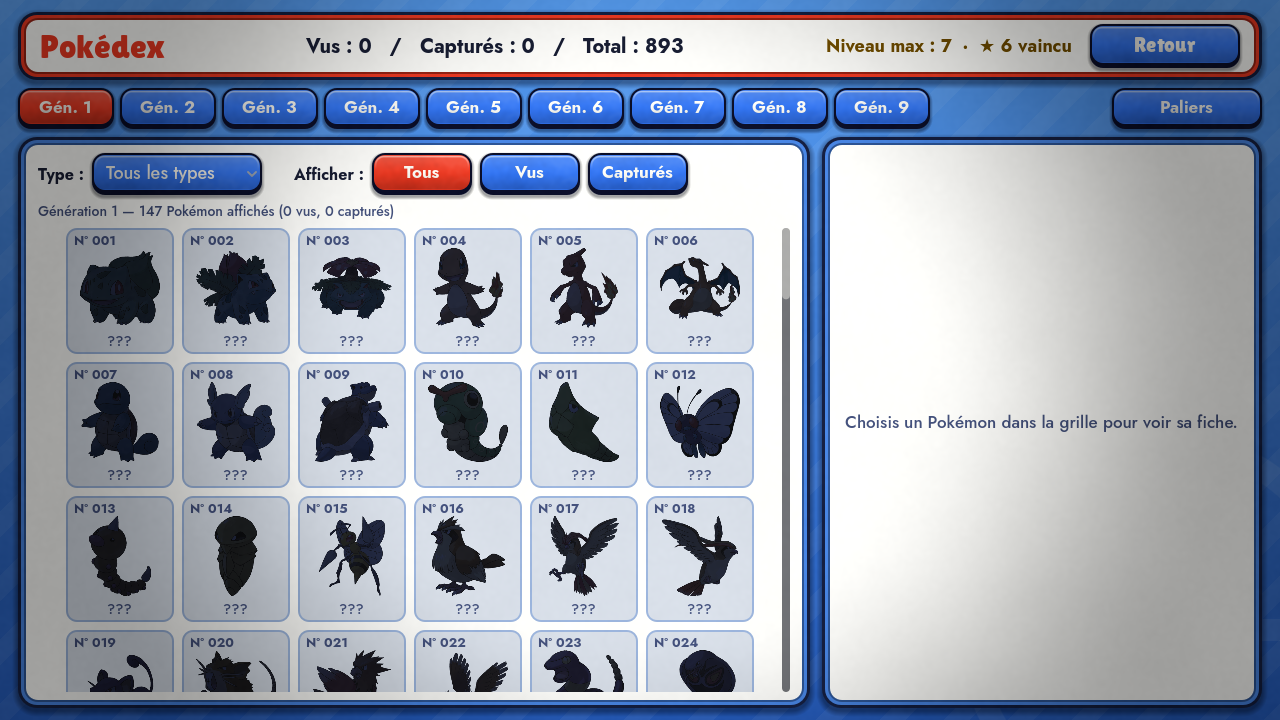 Pokédex
Vus : 0 / Capturés : 0 / Total : 893
Niveau max : 7 · ★ 6 vaincu
Retour
Gén. 1 Gén. 2 Gén. 3 Gén. 4 Gén. 5 Gén. 6 Gén. 7 Gén. 8 Gén. 9
Paliers
Type : Tous les types Afficher : Tous Vus Capturés
Génération 1 — 147 Pokémon affichés (0 vus, 0 capturés)
N° 001 N° 002 N° 003 N° 004 N° 005 N° 006
??? ??? ??? ??? ??? ???
N° 007 N° 008 N° 009 N° 010 N° 011 N° 012
??? ??? ??? ??? ??? ???
N° 013 N° 014 N° 015 N° 016 N° 017 N° 018
??? ??? ??? ??? ??? ???
N° 019 N° 020 N° 021 N° 022 N° 023 N° 024
Choisis un Pokémon dans la grille pour voir sa fiche.